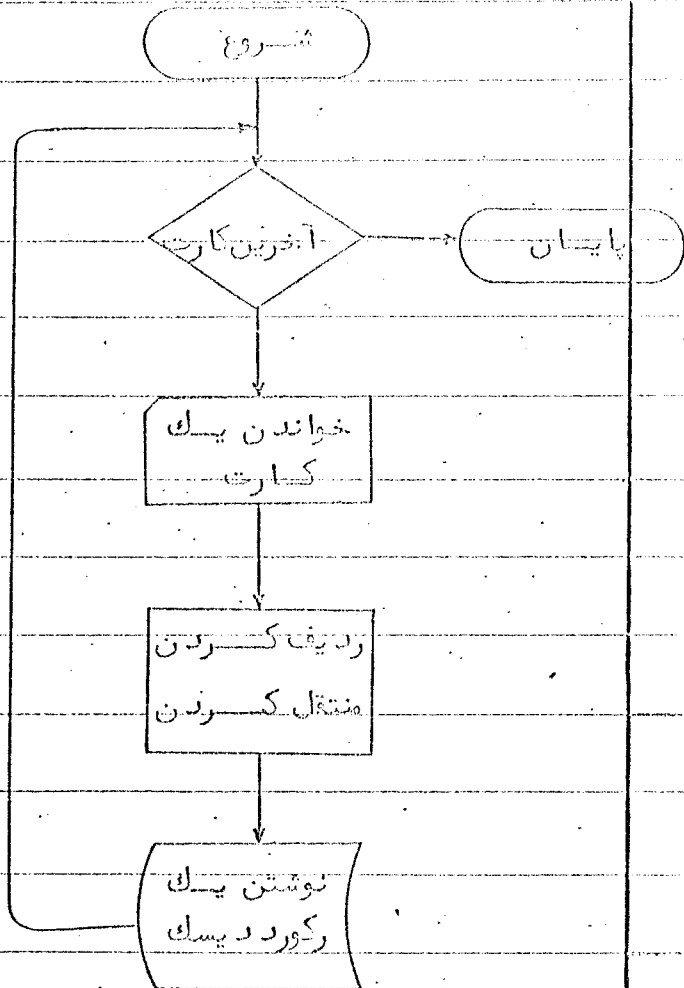 شروع
آخرین کارت
پایان
خواندن یک
کارت
ردیف کردن
منتقل کردن
نوشتن یک
رکورد دیسک